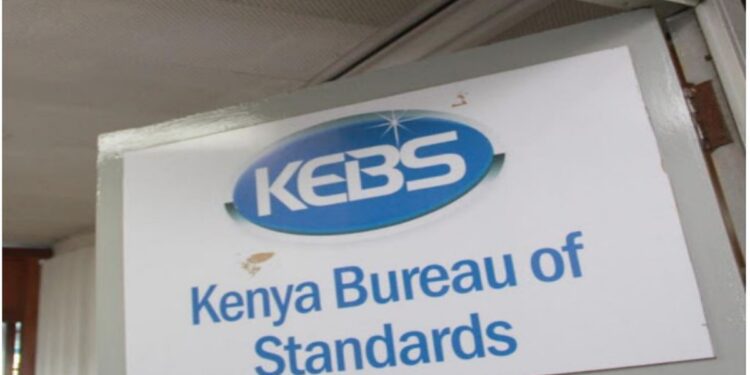 KEBS
Kenya Bureau of
Standards